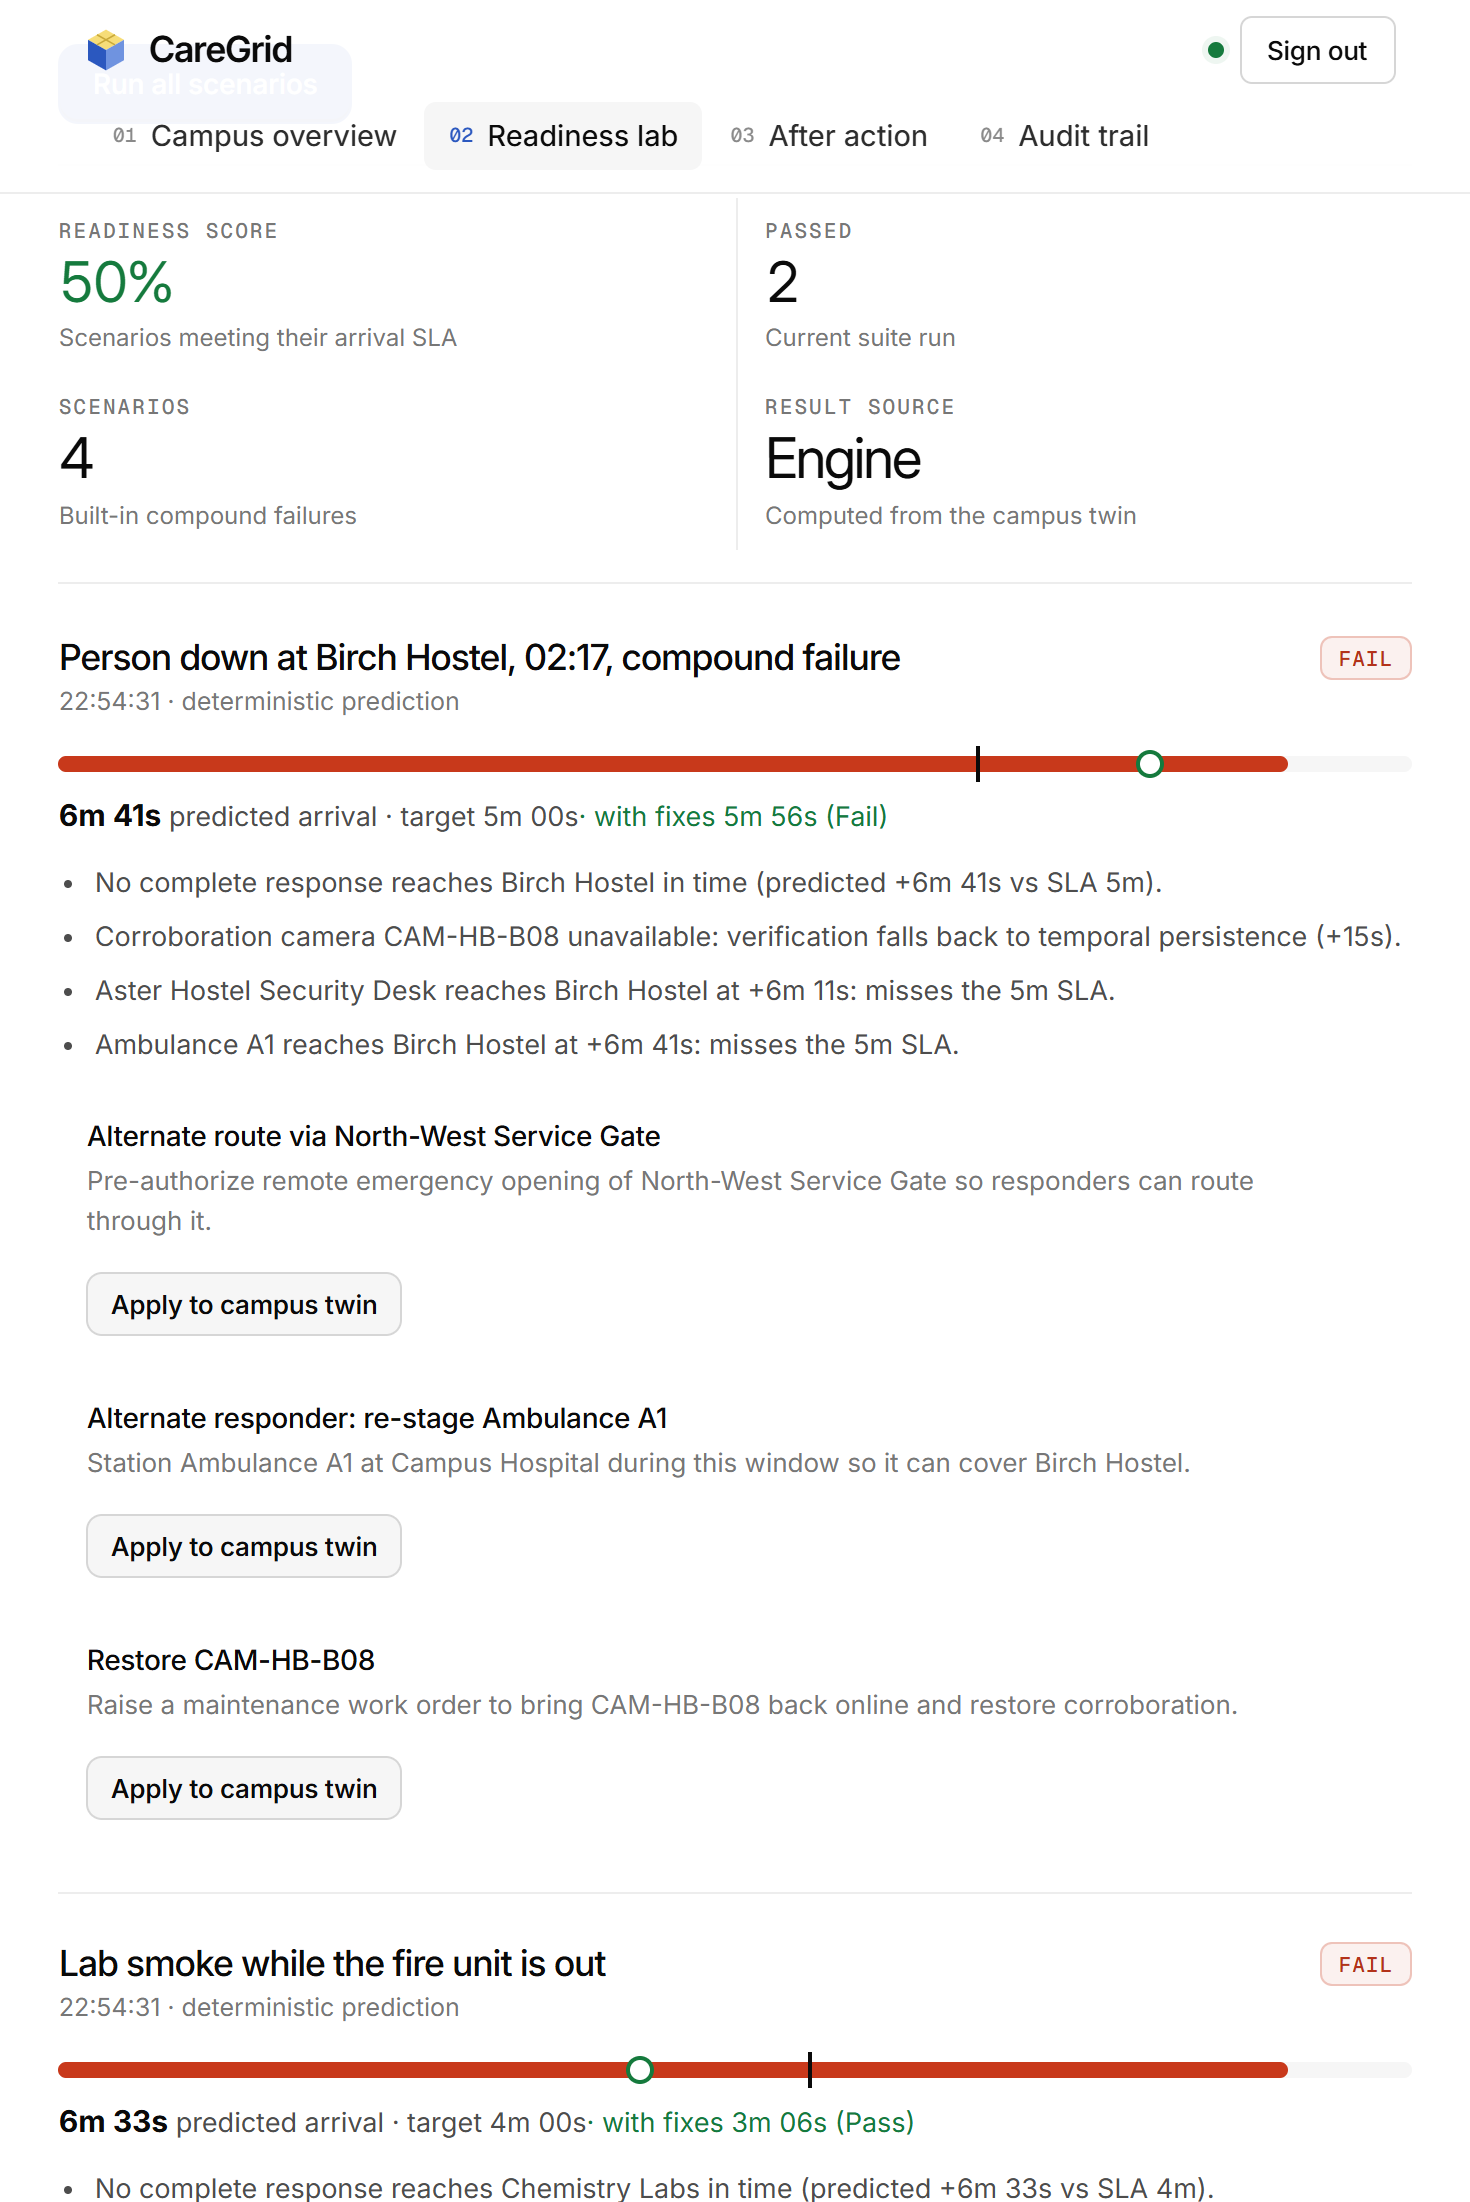 CareGrid
Sign out
Run all scenarios
01 Campus overview
02 Readiness lab
03 After action
04 Audit trail
READINESS SCORE
50%
Scenarios meeting their arrival SLA
PASSED
2
Current suite run
SCENARIOS
4
Built-in compound failures
RESULT SOURCE
Engine
Computed from the campus twin
Person down at Birch Hostel, 02:17, compound failure
FAIL
22:54:31 · deterministic prediction
6m 41s predicted arrival · target 5m 00s· with fixes 5m 56s (Fail)
• No complete response reaches Birch Hostel in time (predicted +6m 41s vs SLA 5m).
• Corroboration camera CAM-HB-B08 unavailable: verification falls back to temporal persistence (+15s).
• Aster Hostel Security Desk reaches Birch Hostel at +6m 11s: misses the 5m SLA.
• Ambulance A1 reaches Birch Hostel at +6m 41s: misses the 5m SLA.
Alternate route via North-West Service Gate
Pre-authorize remote emergency opening of North-West Service Gate so responders can route
through it.
Apply to campus twin
Alternate responder: re-stage Ambulance A1
Station Ambulance A1 at Campus Hospital during this window so it can cover Birch Hostel.
Apply to campus twin
Restore CAM-HB-B08
Raise a maintenance work order to bring CAM-HB-B08 back online and restore corroboration.
Apply to campus twin
Lab smoke while the fire unit is out
FAIL
22:54:31 · deterministic prediction
6m 33s predicted arrival · target 4m 00s· with fixes 3m 06s (Pass)
• No complete response reaches Chemistry Labs in time (predicted +6m 33s vs SLA 4m).